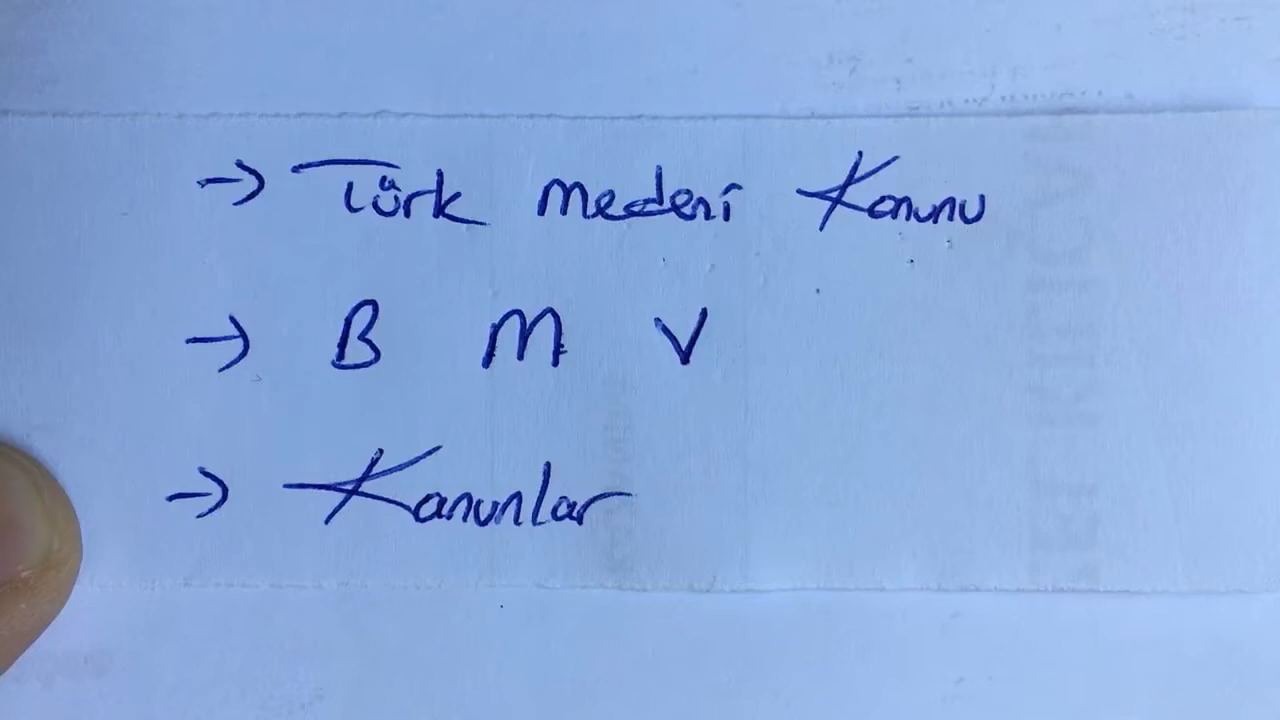 → Türk medeni Kanunu
→ B M V
→ Kanunlar